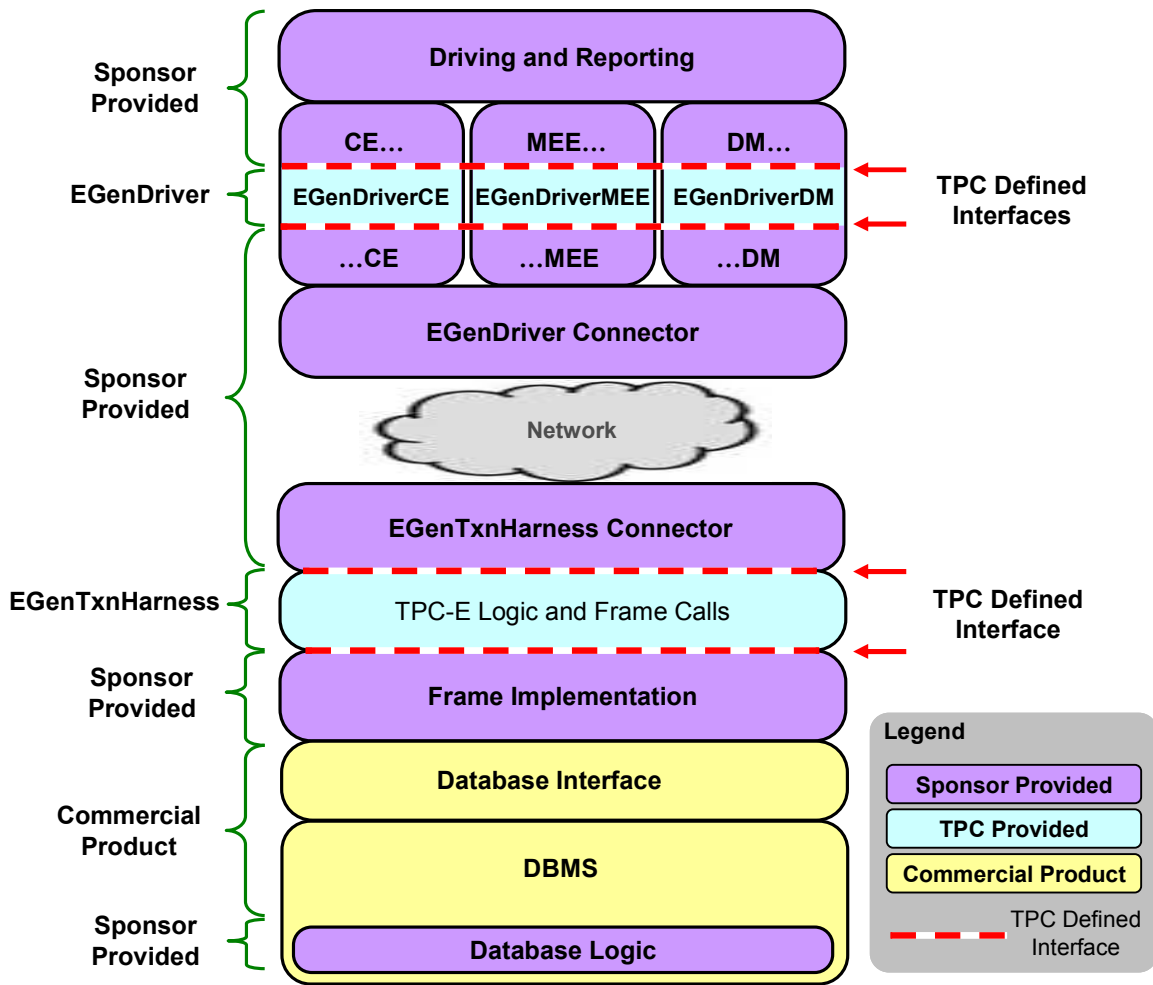 Driving and Reporting
Sponsor
Provided
CE…
MEE…
DM…
EGenDriver
EGenDriverCE
EGenDriverMEE
EGenDriverDM
TPC Defined
Interfaces
…CE
…MEE
…DM
EGenDriver Connector
Sponsor
Provided
Network
EGenTxnHarness Connector
EGenTxnHarness
TPC-E Logic and Frame Calls
TPC Defined
Interface
Sponsor
Provided
Frame Implementation
Database Interface
Commercial
Product
DBMS
Sponsor
Provided
Database Logic
Legend
Sponsor Provided
TPC Provided
Commercial Product
TPC Defined
Interface